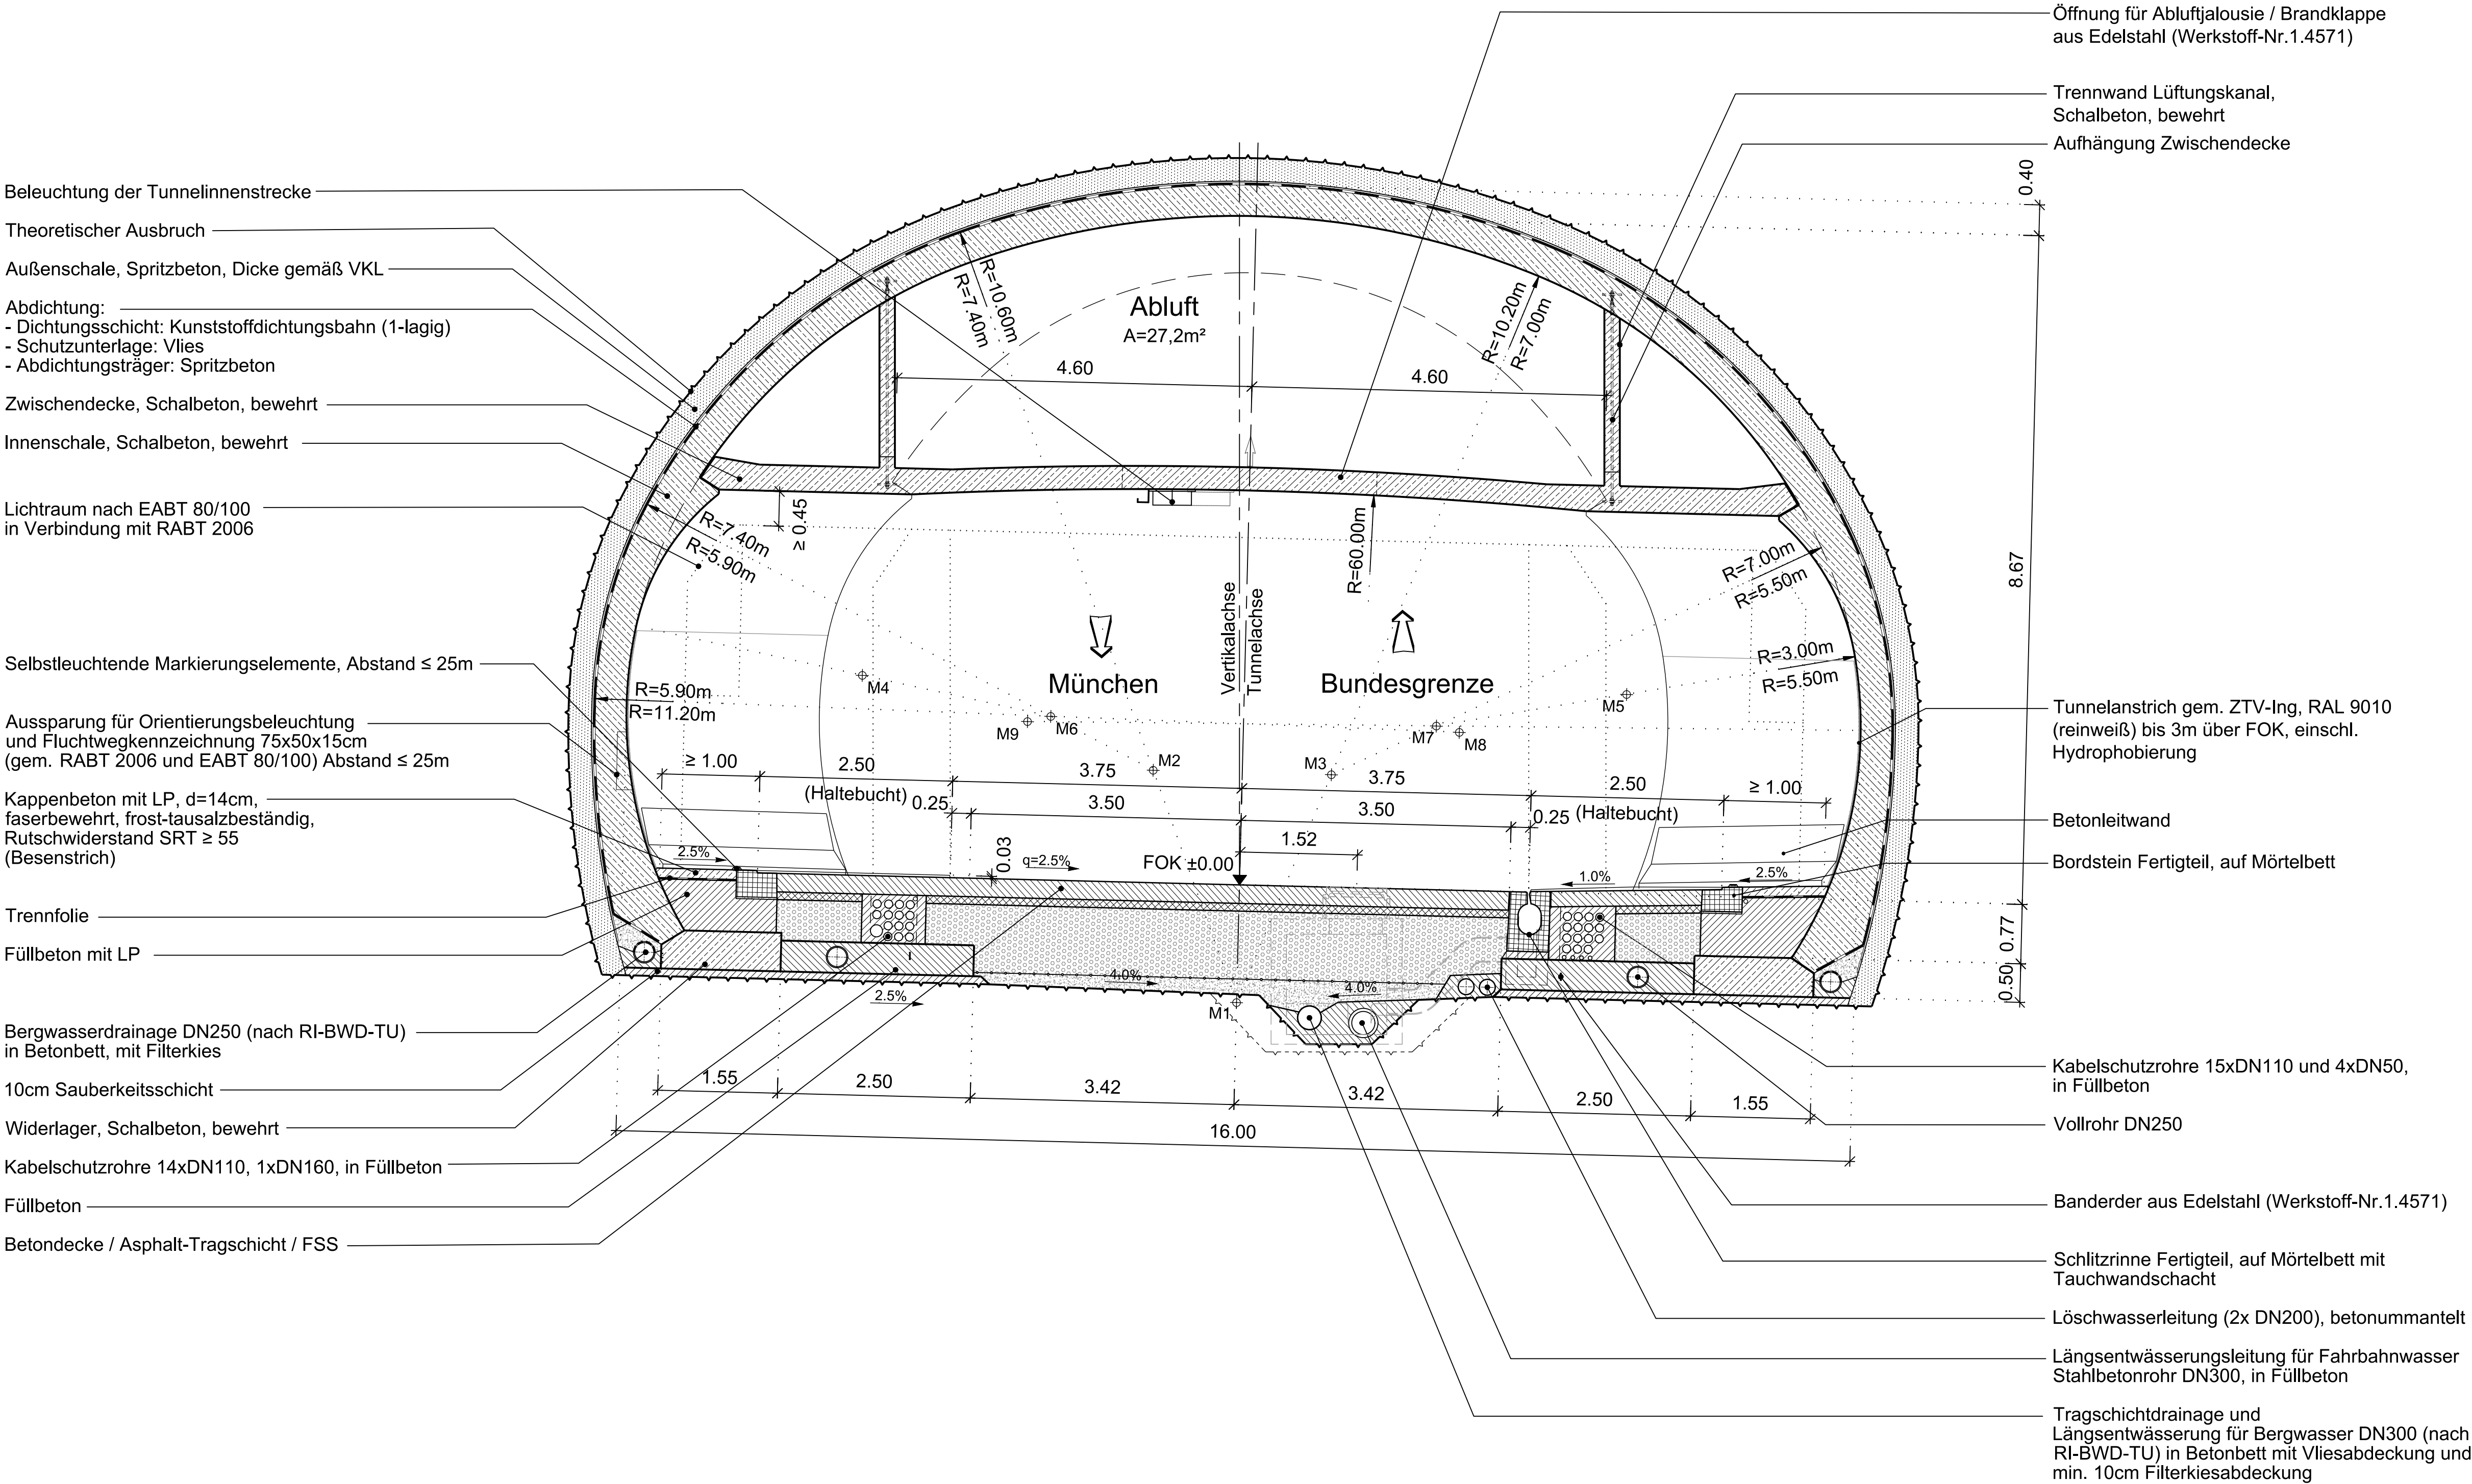 Öffnung für Abluftjalousie / Brandklappe
aus Edelstahl (Werkstoff-Nr.1.4571)
Trennwand Lüftungskanal,
Schalbeton, bewehrt
Aufhängung Zwischendecke
Beleuchtung der Tunnelinnenstrecke
Theoretischer Ausbruch
Außenschale, Spritzbeton, Dicke gemäß VKL
Abdichtung:
- Dichtungsschicht: Kunststoffdichtungsbahn (1-lagig)
- Schutzunterlage: Vlies
- Abdichtungsträger: Spritzbeton
Zwischendecke, Schalbeton, bewehrt
Innenschale, Schalbeton, bewehrt
Lichtraum nach EABT 80/100
in Verbindung mit RABT 2006
Selbstleuchtende Markierungselemente, Abstand ≤ 25m
Aussparung für Orientierungsbeleuchtung
und Fluchtwegkennzeichnung 75x50x15cm
(gem. RABT 2006 und EABT 80/100) Abstand ≤ 25m
Kappenbeton mit LP, d=14cm,
faserbewehrt, frost-tausalzbeständig,
Rutschwiderstand SRT ≥ 55
(Besenstrich)
Trennfolie
Füllbeton mit LP
Bergwasserdrainage DN250 (nach RI-BWD-TU)
in Betonbett, mit Filterkies
10cm Sauberkeitsschicht
Widerlager, Schalbeton, bewehrt
Kabelschutzrohre 14xDN110, 1xDN160, in Füllbeton
Füllbeton
Betondecke / Asphalt-Tragschicht / FSS
R=10.60m
R=7.40m
Abluft
A=27,2m²
R=10.20m
R=7.00m
4.60
4.60
0.40
8.67
0.77
0.50
R=7.40m
R=5.90m
≥ 0.45
R=60.00m
R=7.00m
R=5.50m
R=3.00m
R=5.50m
Vertikalachse
Tunnelachse
München
Bundesgrenze
R=5.90m
R=11.20m
M4
M9
M6
M2
M3
M7
M8
M5
≥ 1.00
2.50
3.75
3.75
2.50
≥ 1.00
(Haltebucht)
0.25
3.50
3.50
0.25
(Haltebucht)
1.52
2.5%
0.03
q=2.5%
FOK ±0.00
1.0%
2.5%
4.0%
4.0%
2.5%
M1
1.55
2.50
3.42
3.42
2.50
1.55
16.00
Tunnelanstrich gem. ZTV-Ing, RAL 9010
(reinweiß) bis 3m über FOK, einschl.
Hydrophobierung
Betonleitwand
Bordstein Fertigteil, auf Mörtelbett
Kabelschutzrohre 15xDN110 und 4xDN50,
in Füllbeton
Vollrohr DN250
Banderder aus Edelstahl (Werkstoff-Nr.1.4571)
Schlitzrinne Fertigteil, auf Mörtelbett mit
Tauchwandschacht
Löschwasserleitung (2x DN200), betonummantelt
Längsentwässerungsleitung für Fahrbahnwasser
Stahlbetonrohr DN300, in Füllbeton
Tragschichtdrainage und
Längsentwässerung für Bergwasser DN300 (nach
RI-BWD-TU) in Betonbett mit Vliesabdeckung und
min. 10cm Filterkiesabdeckung